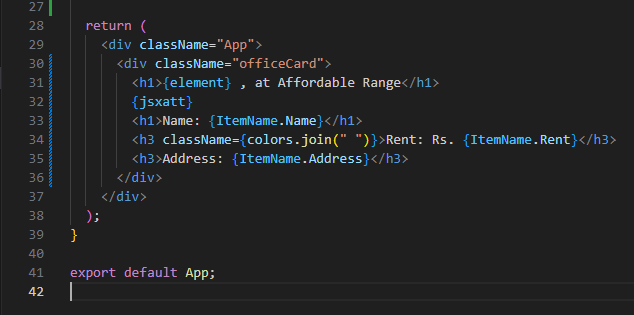 27
28 return (
29 <div className="App">
30 <div className="officeCard">
31 <h1>{element} , at Affordable Range</h1>
32 {jsxatt}
33 <h1>Name: {ItemName.Name}</h1>
34 <h3 className={colors.join(" ")}>Rent: Rs. {ItemName.Rent}</h3>
35 <h3>Address: {ItemName.Address}</h3>
36 </div>
37 </div>
38 );
39 }
40
41 export default App;
42